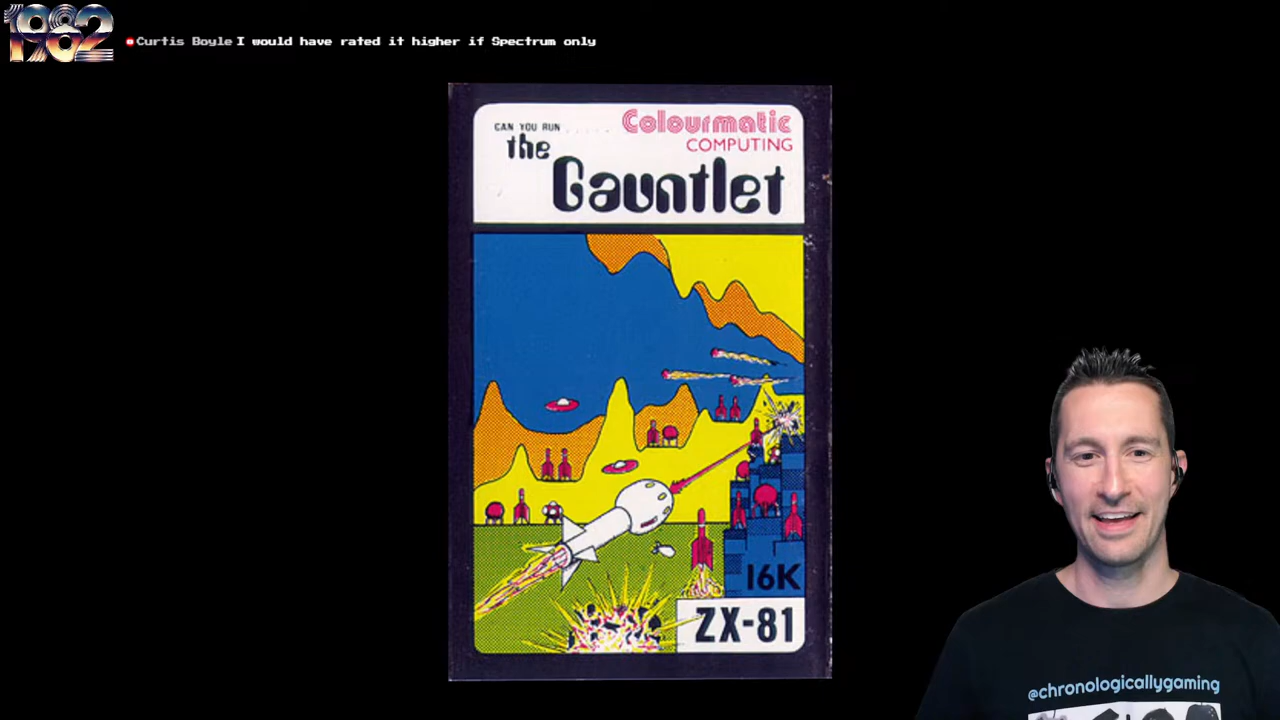 1982
Curtis Boyle I would have rated it higher if Spectrum only
CAN YOU RUN......
the
Gauntlet
Colourmatic
COMPUTING
16K
ZX-81
@chronologicallygaming